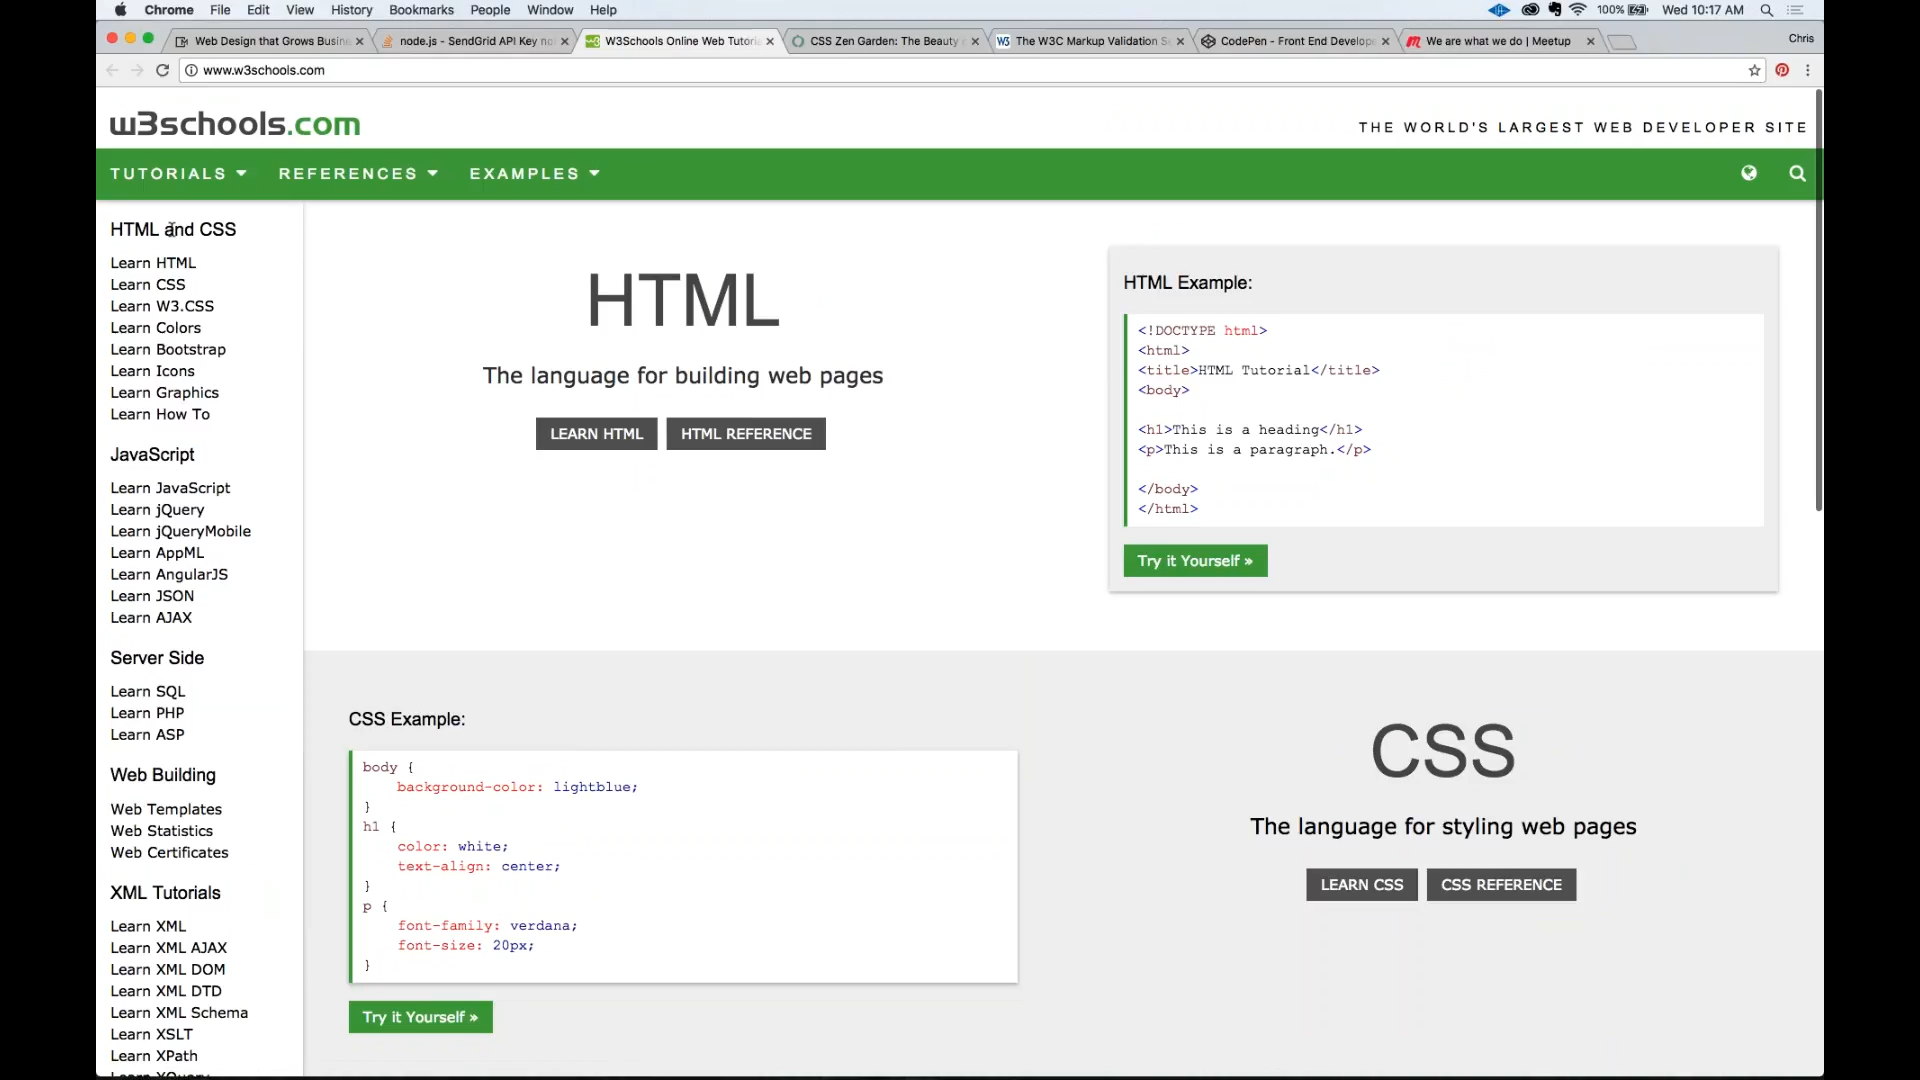 Chrome File Edit View History Bookmarks People Window Help 100% Wed 10:17 AM
Web Design that Grows Busine
node.js - SendGrid API Key no
W3Schools Online Web Tutoria
CSS Zen Garden: The Beauty
The W3C Markup Validation Se
CodePen - Front End Develope
We are what we do | Meetup
Chris
www.w3schools.com
w3schools.com
THE WORLD'S LARGEST WEB DEVELOPER SITE
TUTORIALS REFERENCES EXAMPLES
HTML and CSS
Learn HTML
Learn CSS
Learn W3.CSS
Learn Colors
Learn Bootstrap
Learn Icons
Learn Graphics
Learn How To
JavaScript
Learn JavaScript
Learn jQuery
Learn jQueryMobile
Learn AppML
Learn AngularJS
Learn JSON
Learn AJAX
Server Side
Learn SQL
Learn PHP
Learn ASP
Web Building
Web Templates
Web Statistics
Web Certificates
XML Tutorials
Learn XML
Learn XML AJAX
Learn XML DOM
Learn XML DTD
Learn XML Schema
Learn XSLT
Learn XPath
Learn XQuery
HTML
The language for building web pages
LEARN HTML HTML REFERENCE
HTML Example:
<!DOCTYPE html>
<html>
<title>HTML Tutorial</title>
<body>
<h1>This is a heading</h1>
<p>This is a paragraph.</p>
</body>
</html>
Try it Yourself »
CSS Example:
body {
background-color: lightblue;
}
h1 {
color: white;
text-align: center;
}
p {
font-family: verdana;
font-size: 20px;
}
Try it Yourself »
CSS
The language for styling web pages
LEARN CSS CSS REFERENCE